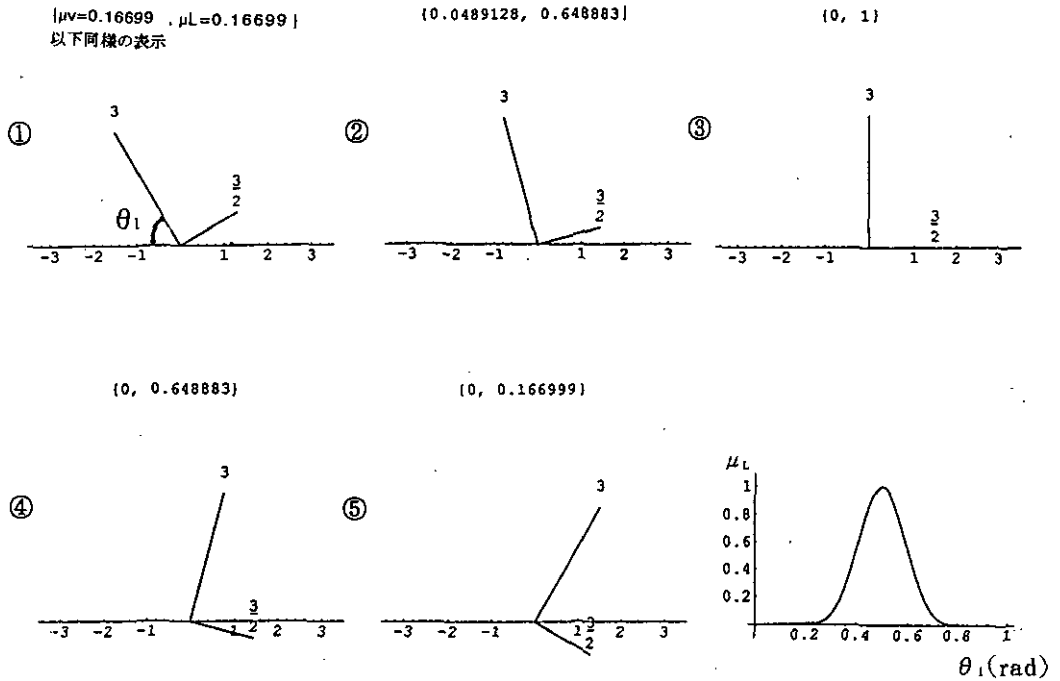 {μv=0.16699 , μL=0.16699}
以下同様の表示
{0.0489128, 0.648883}
{0, 1}
①
3
3/2
θ1
-3 -2 -1 1 2 3
②
3
3/2
-3 -2 -1 1 2 3
③
3
3/2
-3 -2 -1 1 2 3
{0, 0.648883}
{0, 0.166999}
④
3
3/2
-3 -2 -1 1 2 3
⑤
3
3/2
-3 -2 -1 1 2 3
μL
1
0.8
0.6
0.4
0.2
0.2 0.4 0.6 0.8 1
θ1(rad)